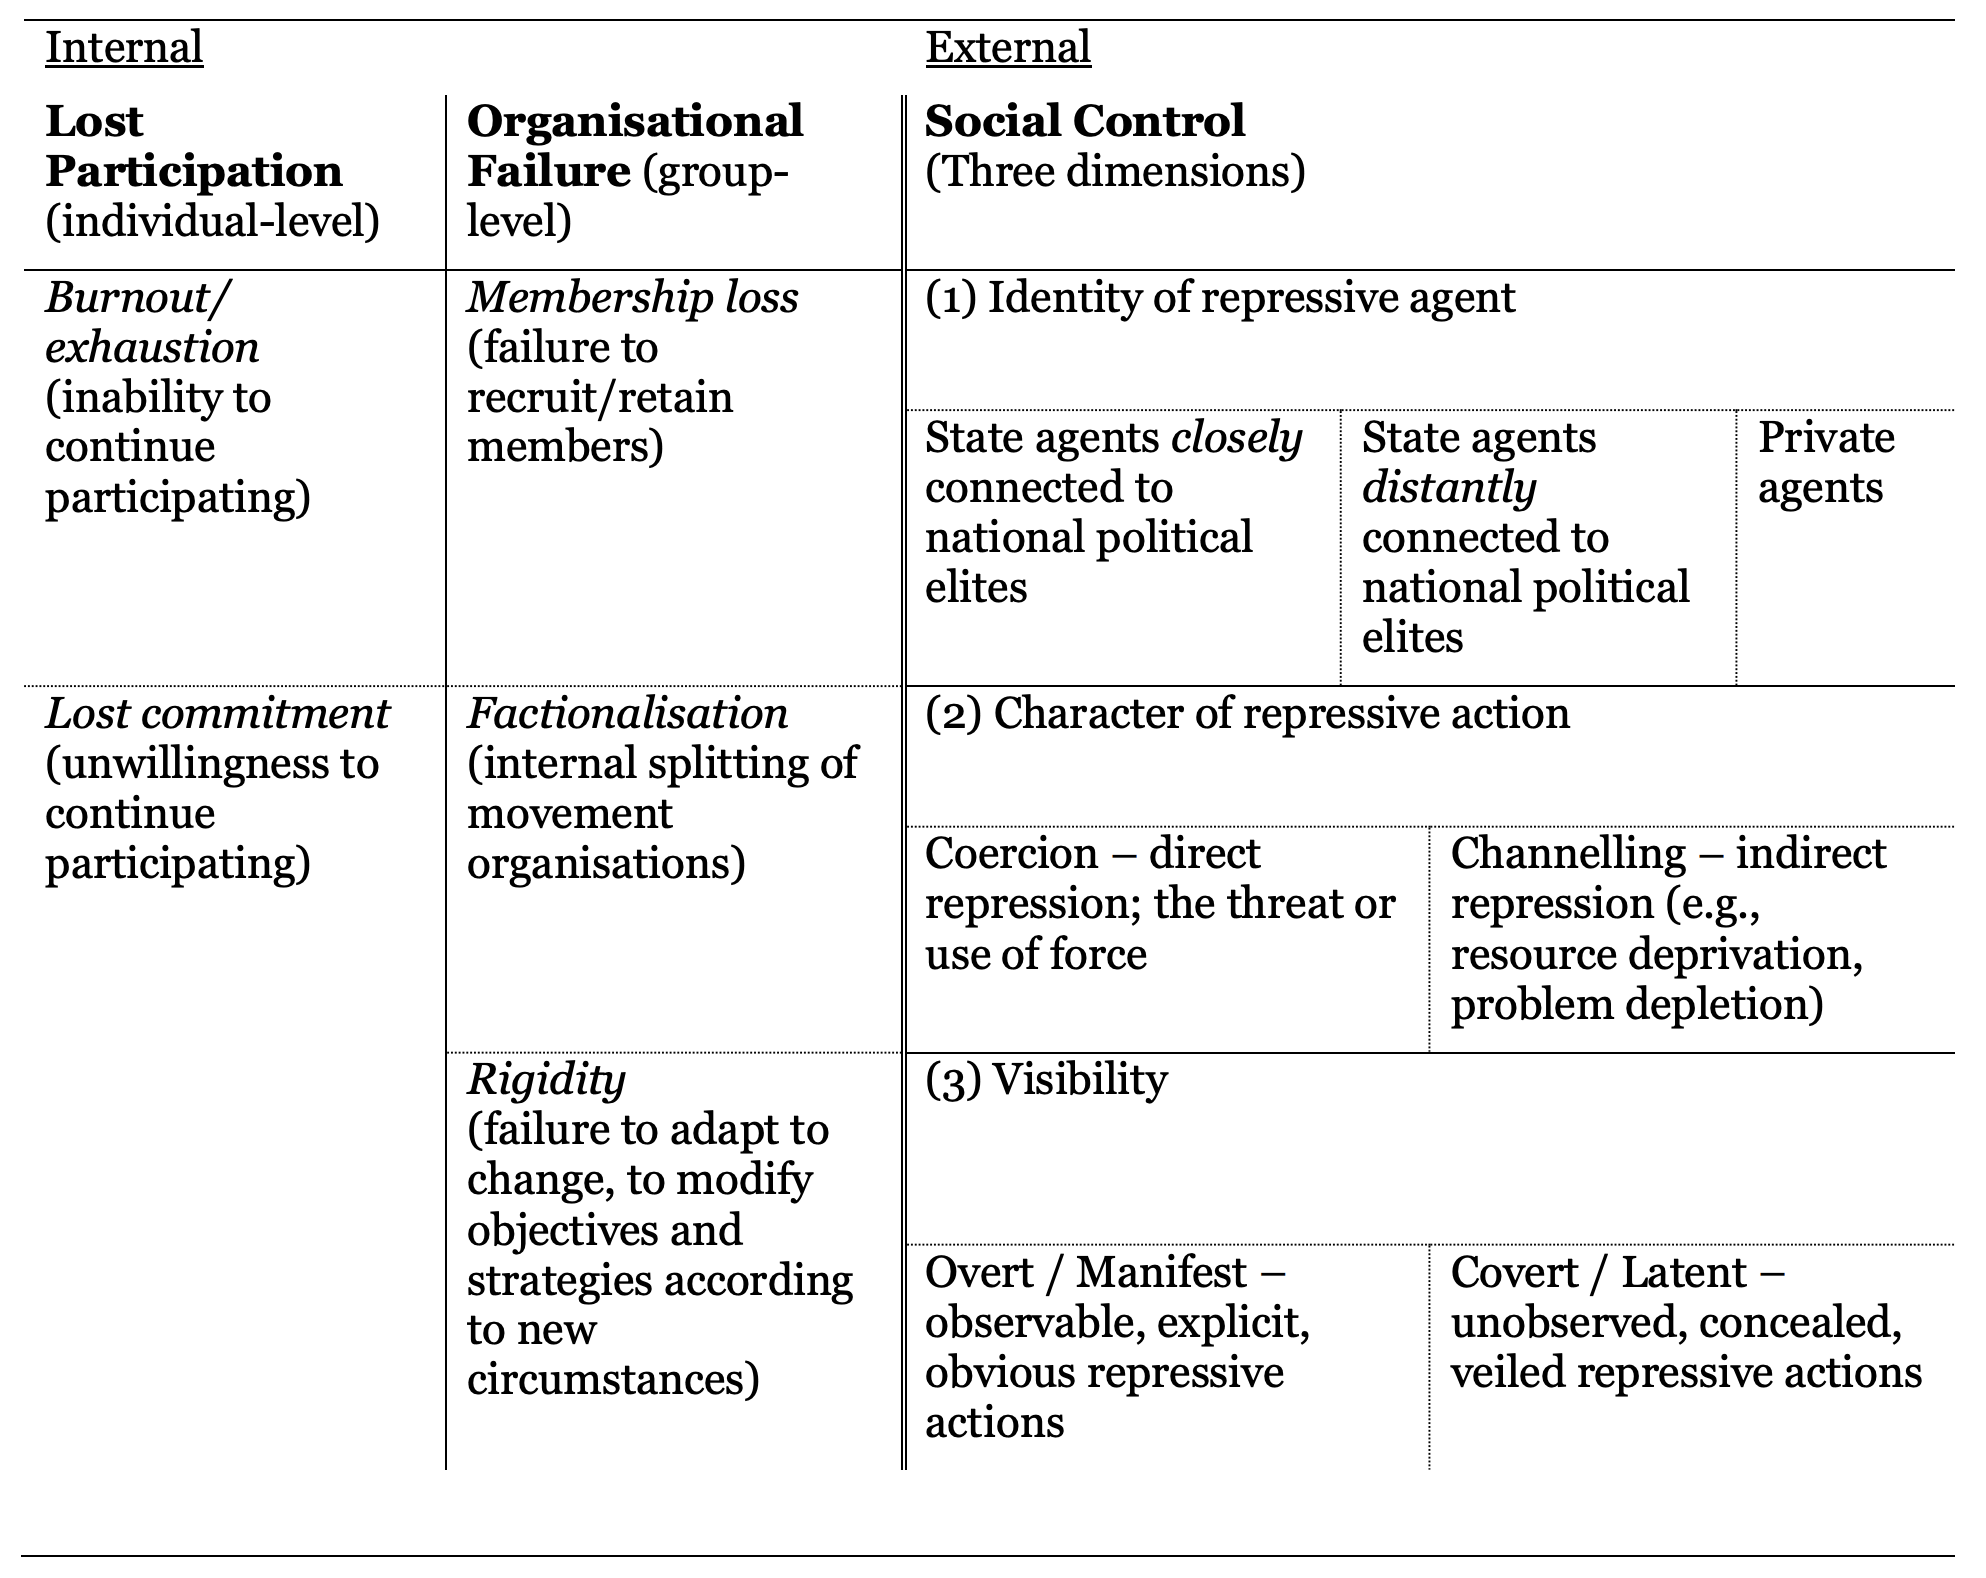 Internal
External
Lost
Participation
(individual-level)
Organisational
Failure (group-
level)
Social Control
(Three dimensions)
Burnout/
exhaustion
(inability to
continue
participating)
Membership loss
(failure to
recruit/retain
members)
(1) Identity of repressive agent
State agents closely
connected to
national political
elites
State agents
distantly
connected to
national political
elites
Private
agents
Lost commitment
(unwillingness to
continue
participating)
Factionalisation
(internal splitting of
movement
organisations)
(2) Character of repressive action
Coercion – direct
repression; the threat or
use of force
Channelling – indirect
repression (e.g.,
resource deprivation,
problem depletion)
Rigidity
(failure to adapt to
change, to modify
objectives and
strategies according
to new
circumstances)
(3) Visibility
Overt / Manifest –
observable, explicit,
obvious repressive
actions
Covert / Latent –
unobserved, concealed,
veiled repressive actions